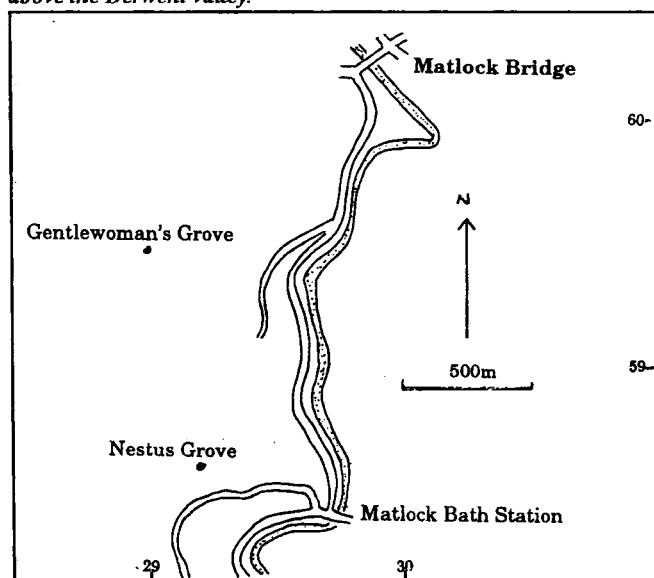 above the Derwent valley.
Matlock Bridge
60-
N
Gentlewoman's Grove
500m
59-
Nestus Grove
Matlock Bath Station
29
30